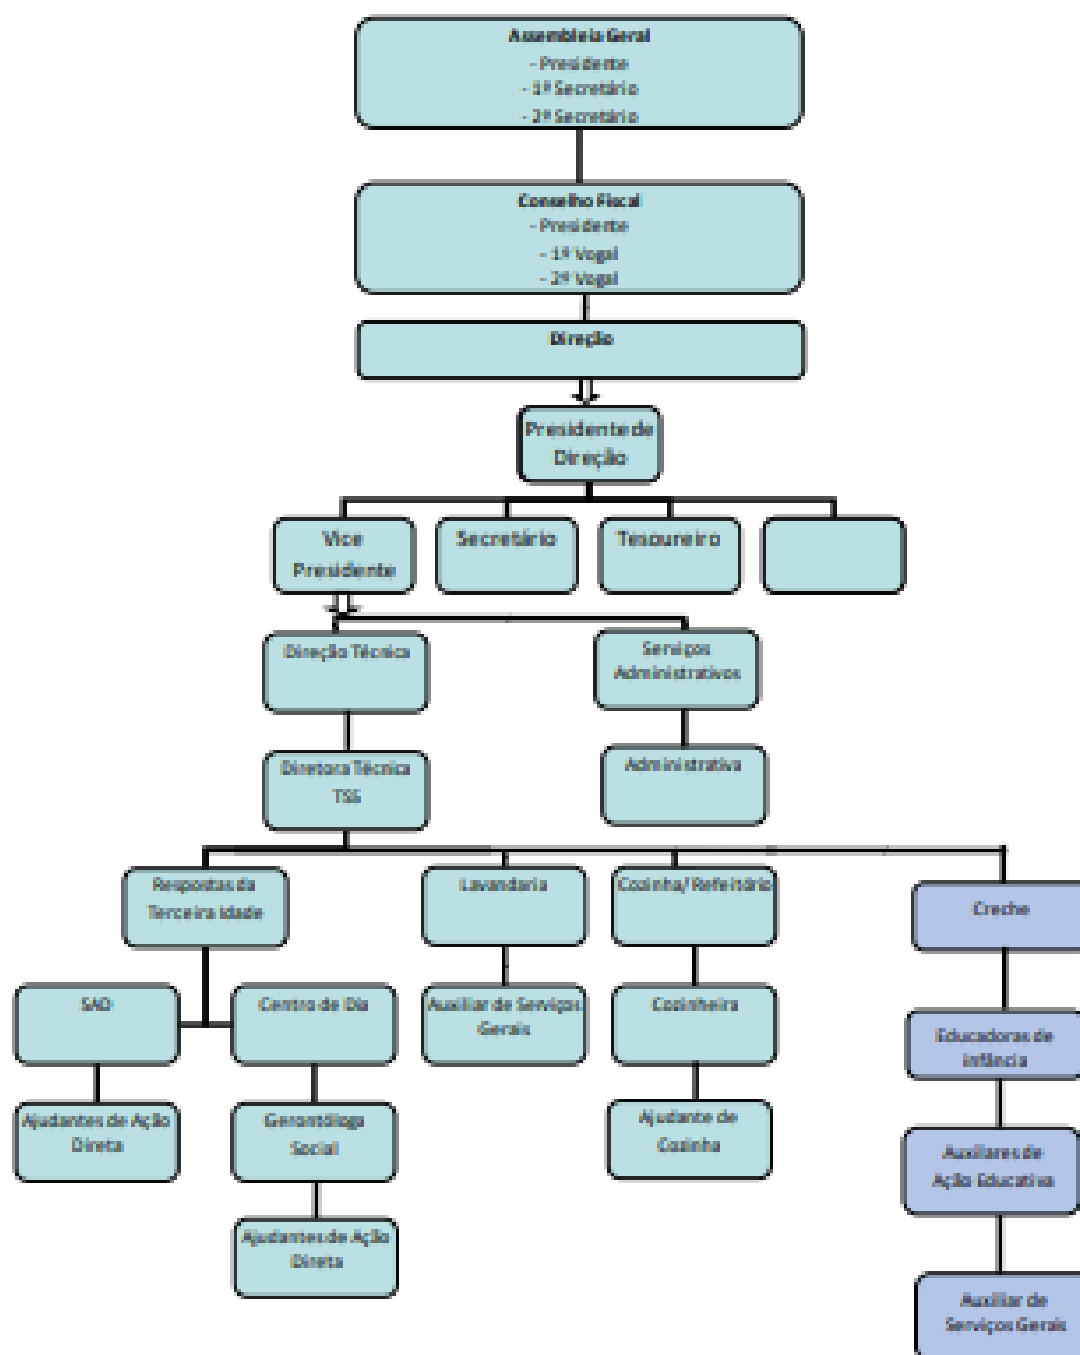 Assembleia Geral
- Presidente
- 1º Secretário
- 2º Secretário
Conselho Fiscal
- Presidente
- 1º Vogal
- 2º Vogal
Direção
Presidente de
Direção
Vice
Presidente
Secretário
Tesoureiro
Direção Técnica
Serviços
Administrativos
Diretora Técnica
TSS
Administrativa
Respostas da
Terceira Idade
Lavandaria
Cozinha/ Refeitório
Creche
SAD
Centro de Dia
Auxiliar de Serviços
Gerais
Cozinheira
Educadoras de
infância
Ajudantes de Ação
Direta
Gerontóloga
Social
Ajudante de
Cozinha
Auxilares de
Ação Educativa
Ajudantes de Ação
Direta
Auxiliar de
Serviços Gerais